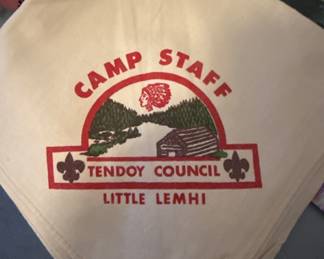 CAMP STAFF
TENDOY COUNCIL
LITTLE LEMHI